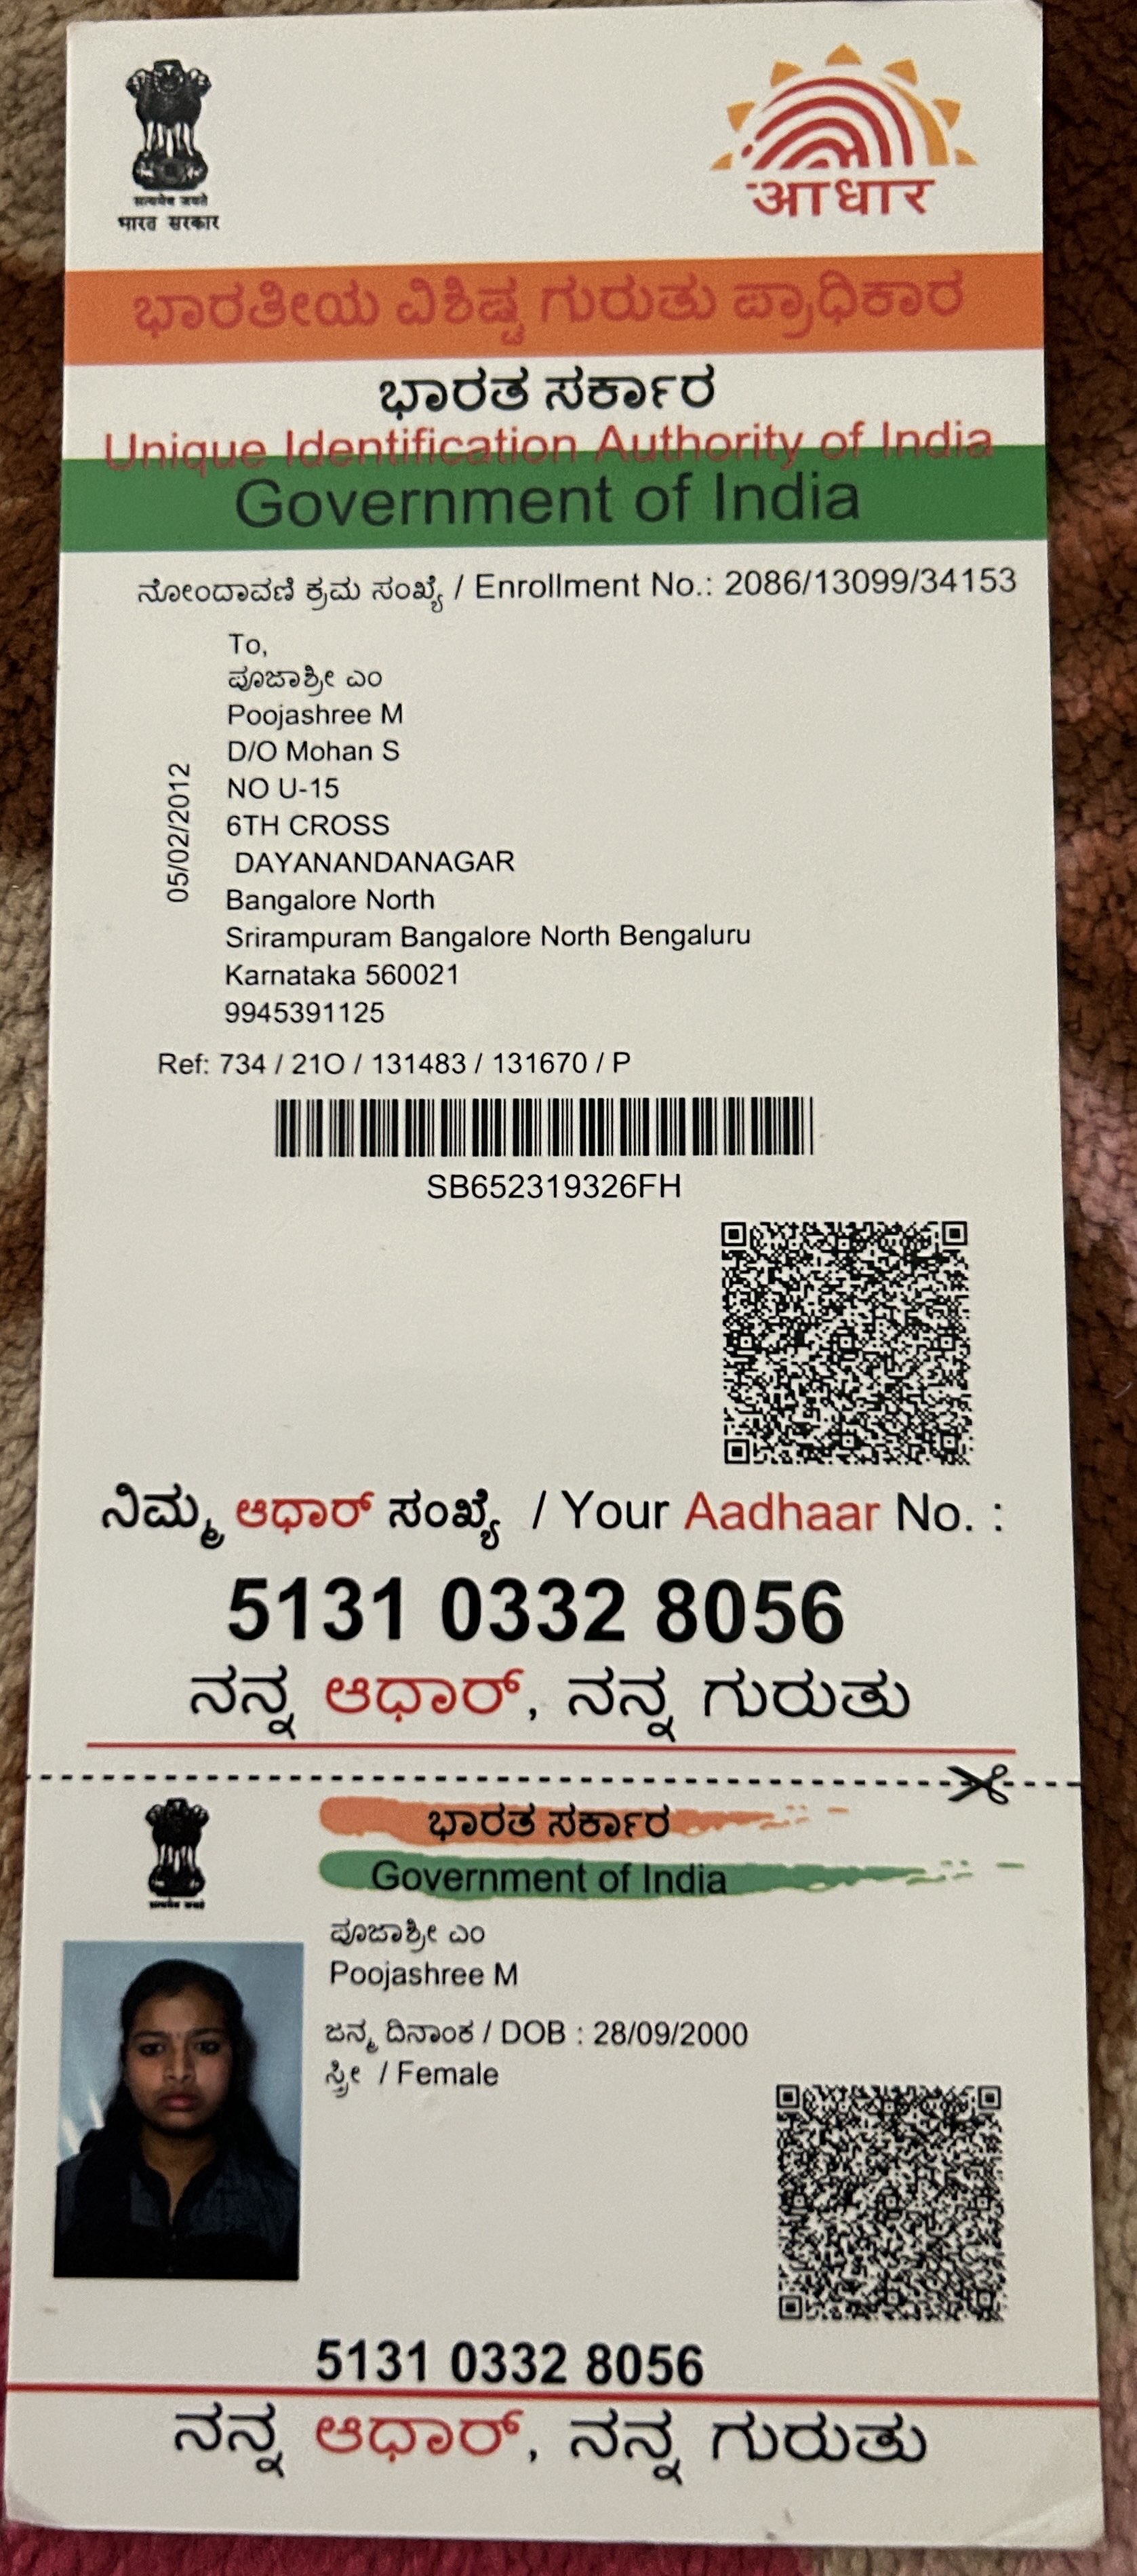 सत्यमेव जयते
भारत सरकार
आधार
ಭಾರತೀಯ ವಿಶಿಷ್ಟ ಗುರುತು ಪ್ರಾಧಿಕಾರ
ಭಾರತ ಸರ್ಕಾರ
Unique Identification Authority of India
Government of India
ನೋಂದಾವಣಿ ಕ್ರಮ ಸಂಖ್ಯೆ / Enrollment No.: 2086/13099/34153
05/02/2012
To,
ಪೂಜಾಶ್ರೀ ಎಂ
Poojashree M
D/O Mohan S
NO U-15
6TH CROSS
DAYANANDANAGAR
Bangalore North
Srirampuram Bangalore North Bengaluru
Karnataka 560021
9945391125
Ref: 734 / 21O / 131483 / 131670 / P
SB652319326FH
ನಿಮ್ಮ ಆಧಾರ್ ಸಂಖ್ಯೆ / Your Aadhaar No. :
5131 0332 8056
ನನ್ನ ಆಧಾರ್, ನನ್ನ ಗುರುತು
ಭಾರತ ಸರ್ಕಾರ
Government of India
ಪೂಜಾಶ್ರೀ ಎಂ
Poojashree M
ಜನ್ಮ ದಿನಾಂಕ / DOB : 28/09/2000
ಸ್ತ್ರೀ / Female
5131 0332 8056
ನನ್ನ ಆಧಾರ್, ನನ್ನ ಗುರುತು